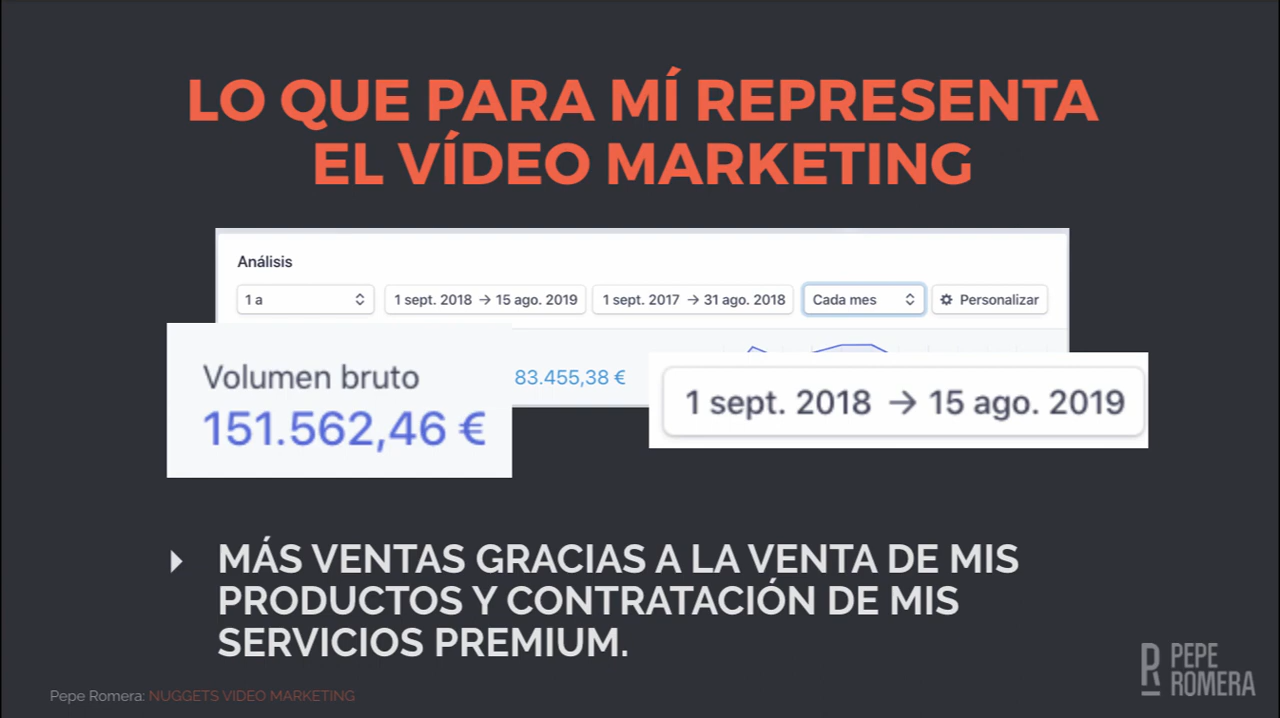 LO QUE PARA MÍ REPRESENTA
EL VÍDEO MARKETING
Análisis
1 a
1 sept. 2018 → 15 ago. 2019
1 sept. 2017 → 31 ago. 2018
Cada mes
Personalizar
Volumen bruto
151.562,46 €
83.455,38 €
1 sept. 2018 → 15 ago. 2019
MÁS VENTAS GRACIAS A LA VENTA DE MIS
PRODUCTOS Y CONTRATACIÓN DE MIS
SERVICIOS PREMIUM.
Pepe Romera: NUGGETS VIDEO MARKETING
PEPE
ROMERA